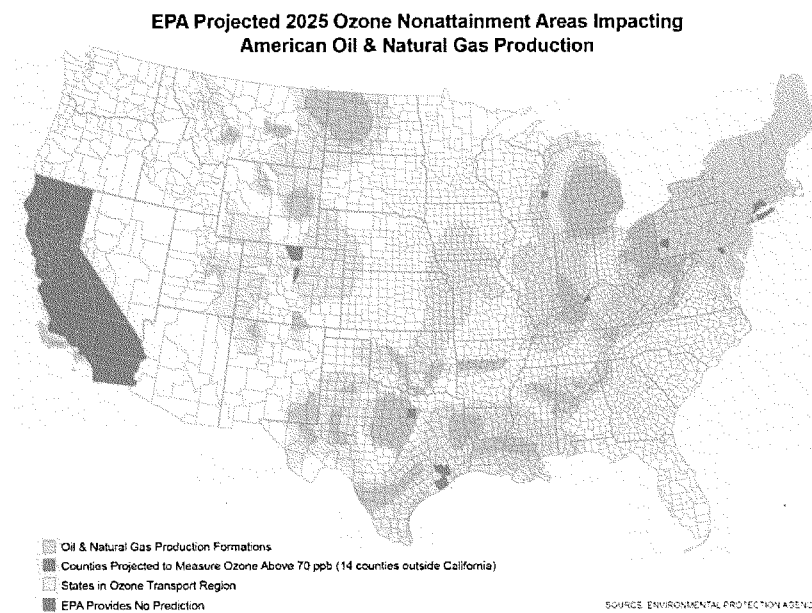 EPA Projected 2025 Ozone Nonattainment Areas Impacting
American Oil & Natural Gas Production
Oil & Natural Gas Production Formations
Counties Projected to Measure Ozone Above 70 ppb (14 counties outside California)
States in Ozone Transport Region
EPA Provides No Prediction
SOURCE: ENVIRONMENTAL PROTECTION AGENCY